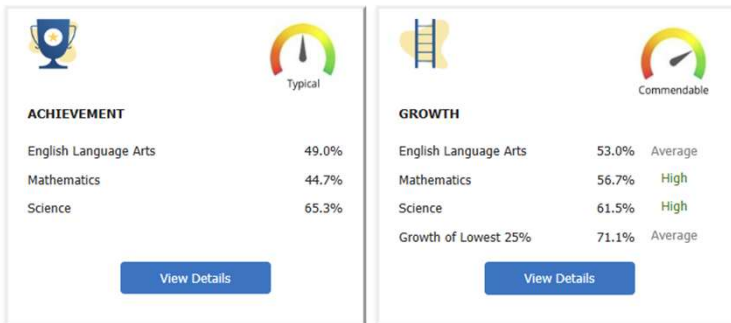 Typical
ACHIEVEMENT
English Language Arts 49.0%
Mathematics 44.7%
Science 65.3%
View Details
Commendable
GROWTH
English Language Arts 53.0% Average
Mathematics 56.7% High
Science 61.5% High
Growth of Lowest 25% 71.1% Average
View Details